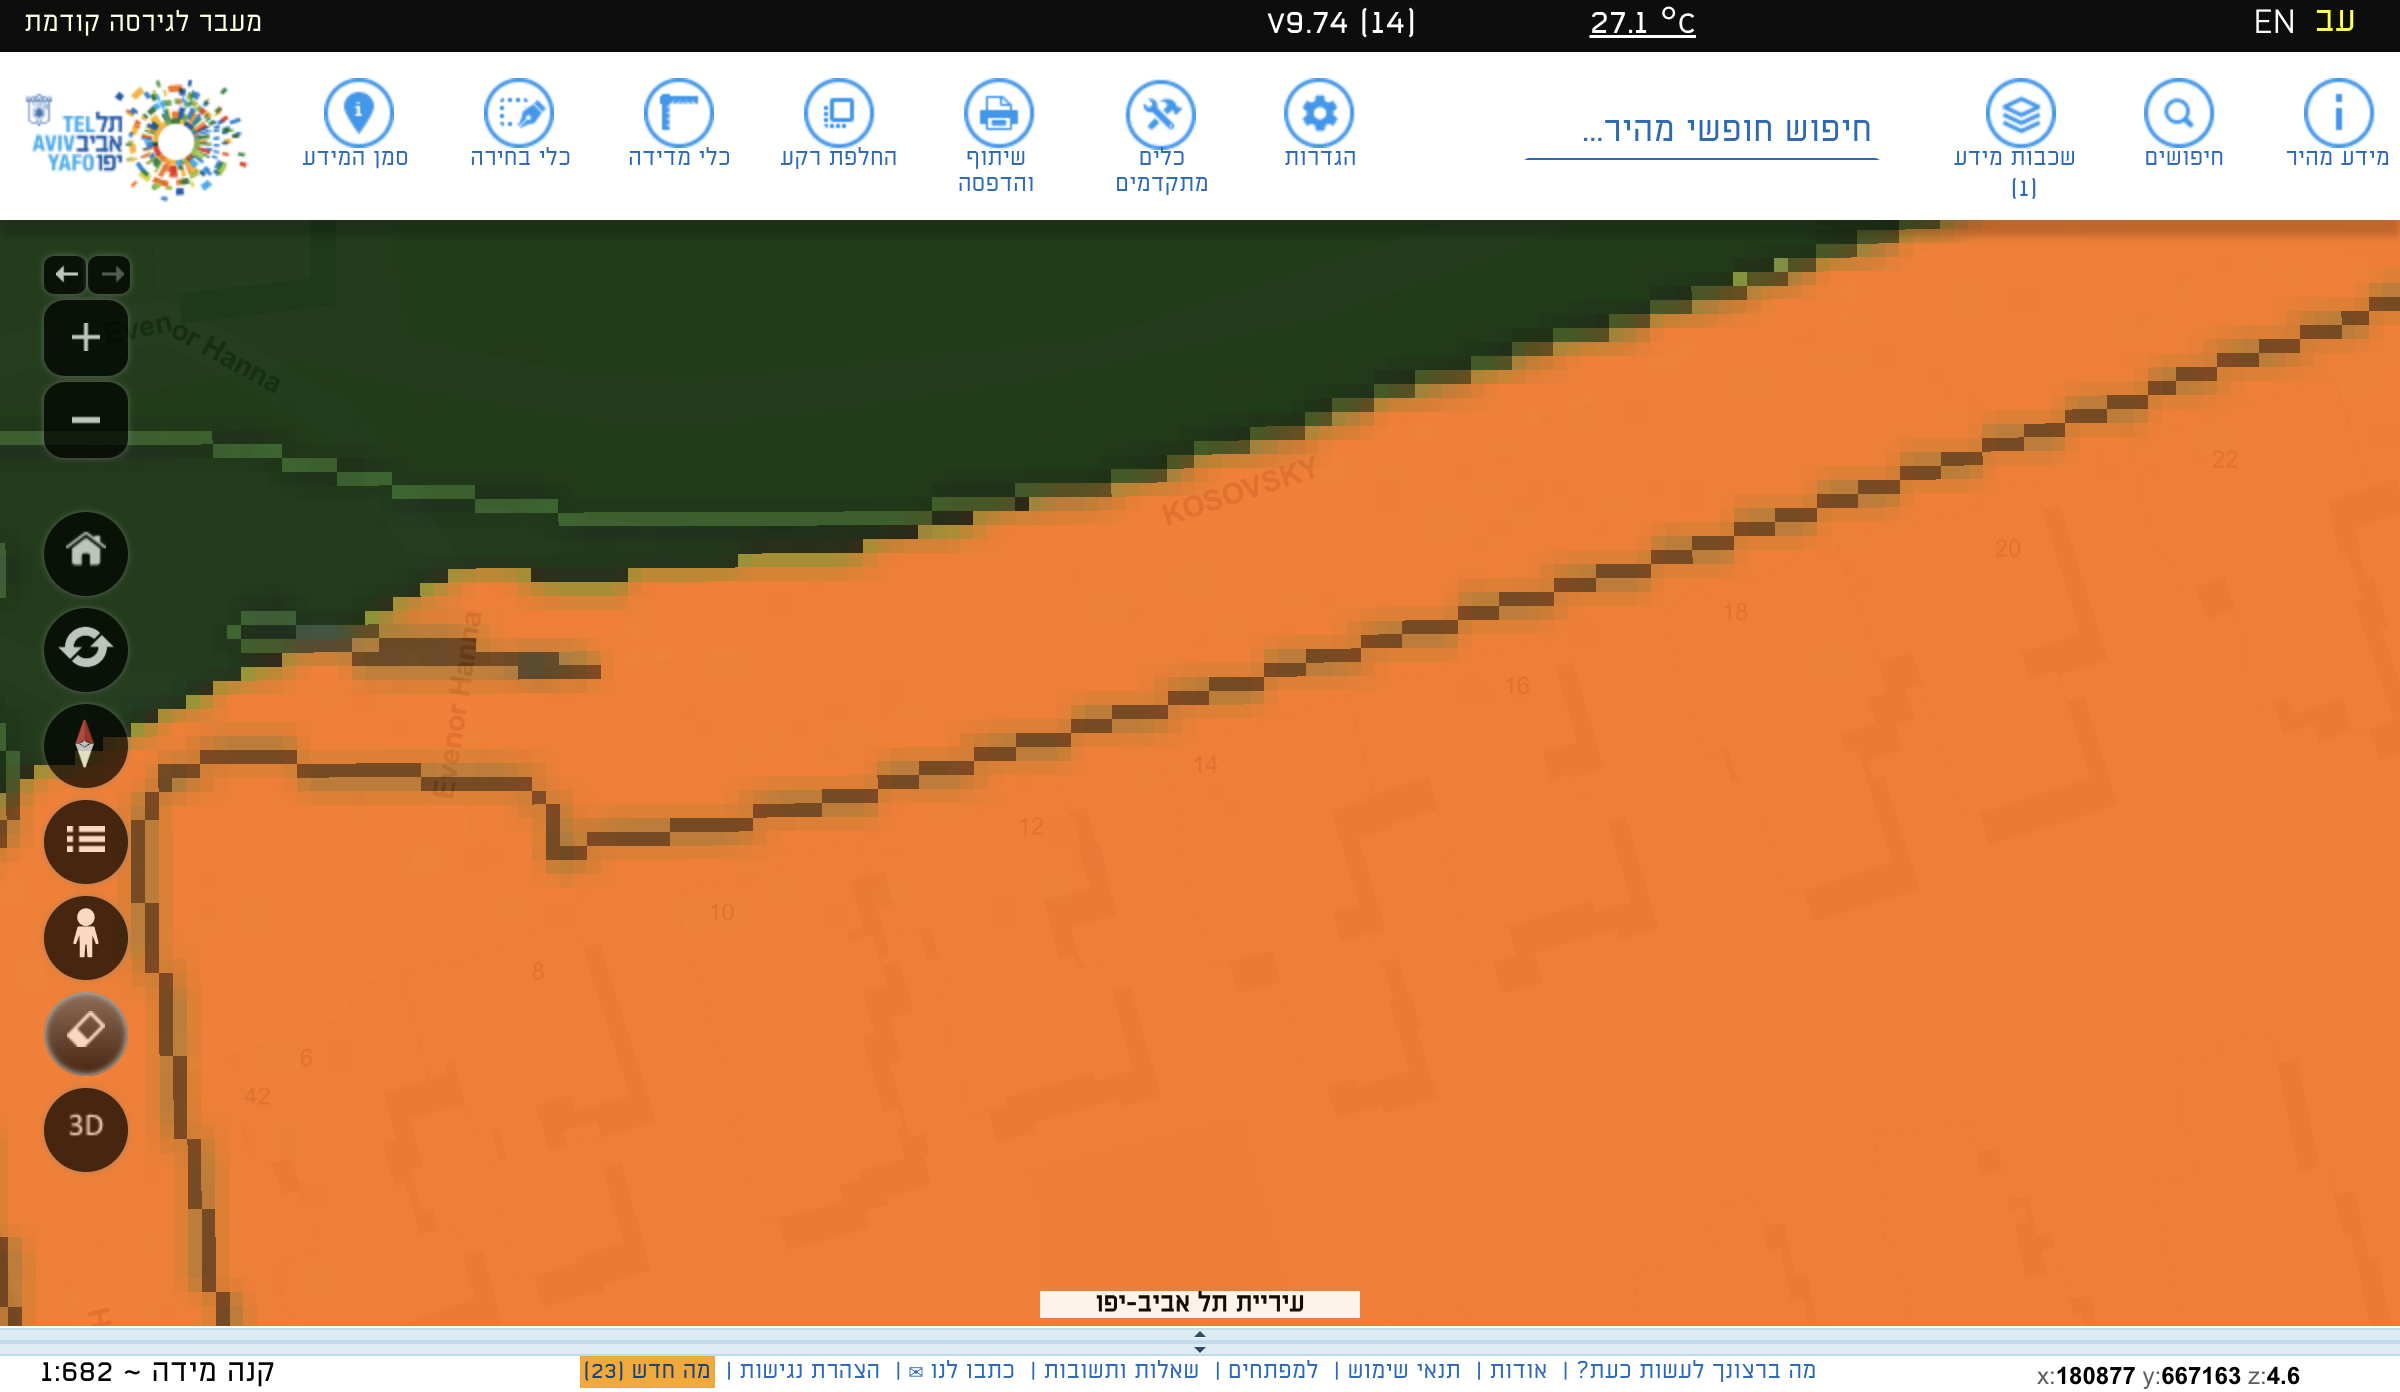 עב EN
27.1 °C
V9.74 (14)
מעבר לגירסה קודמת
מידע מהיר
חיפושים
שכבות מידע
(1)
חיפוש חופשי מהיר...
הגדרות
כלים
מתקדמים
שיתוף
והדפסה
החלפת רקע
כלי מדידה
כלי בחירה
סמן המידע
תל
אביב
יפו
TEL
AVIV
YAFO
Evenor Hanna
KOSOVSKY
Evenor Hanna
22
20
18
16
14
12
10
8
6
42
H
3D
עיריית תל אביב-יפו
מה ברצונך לעשות כעת? | אודות | תנאי שימוש | למפתחים | שאלות ותשובות | כתבו לנו ✉ | הצהרת נגישות | מה חדש (23)
קנה מידה ~ 1:682
x:180877 y:667163 z:4.6